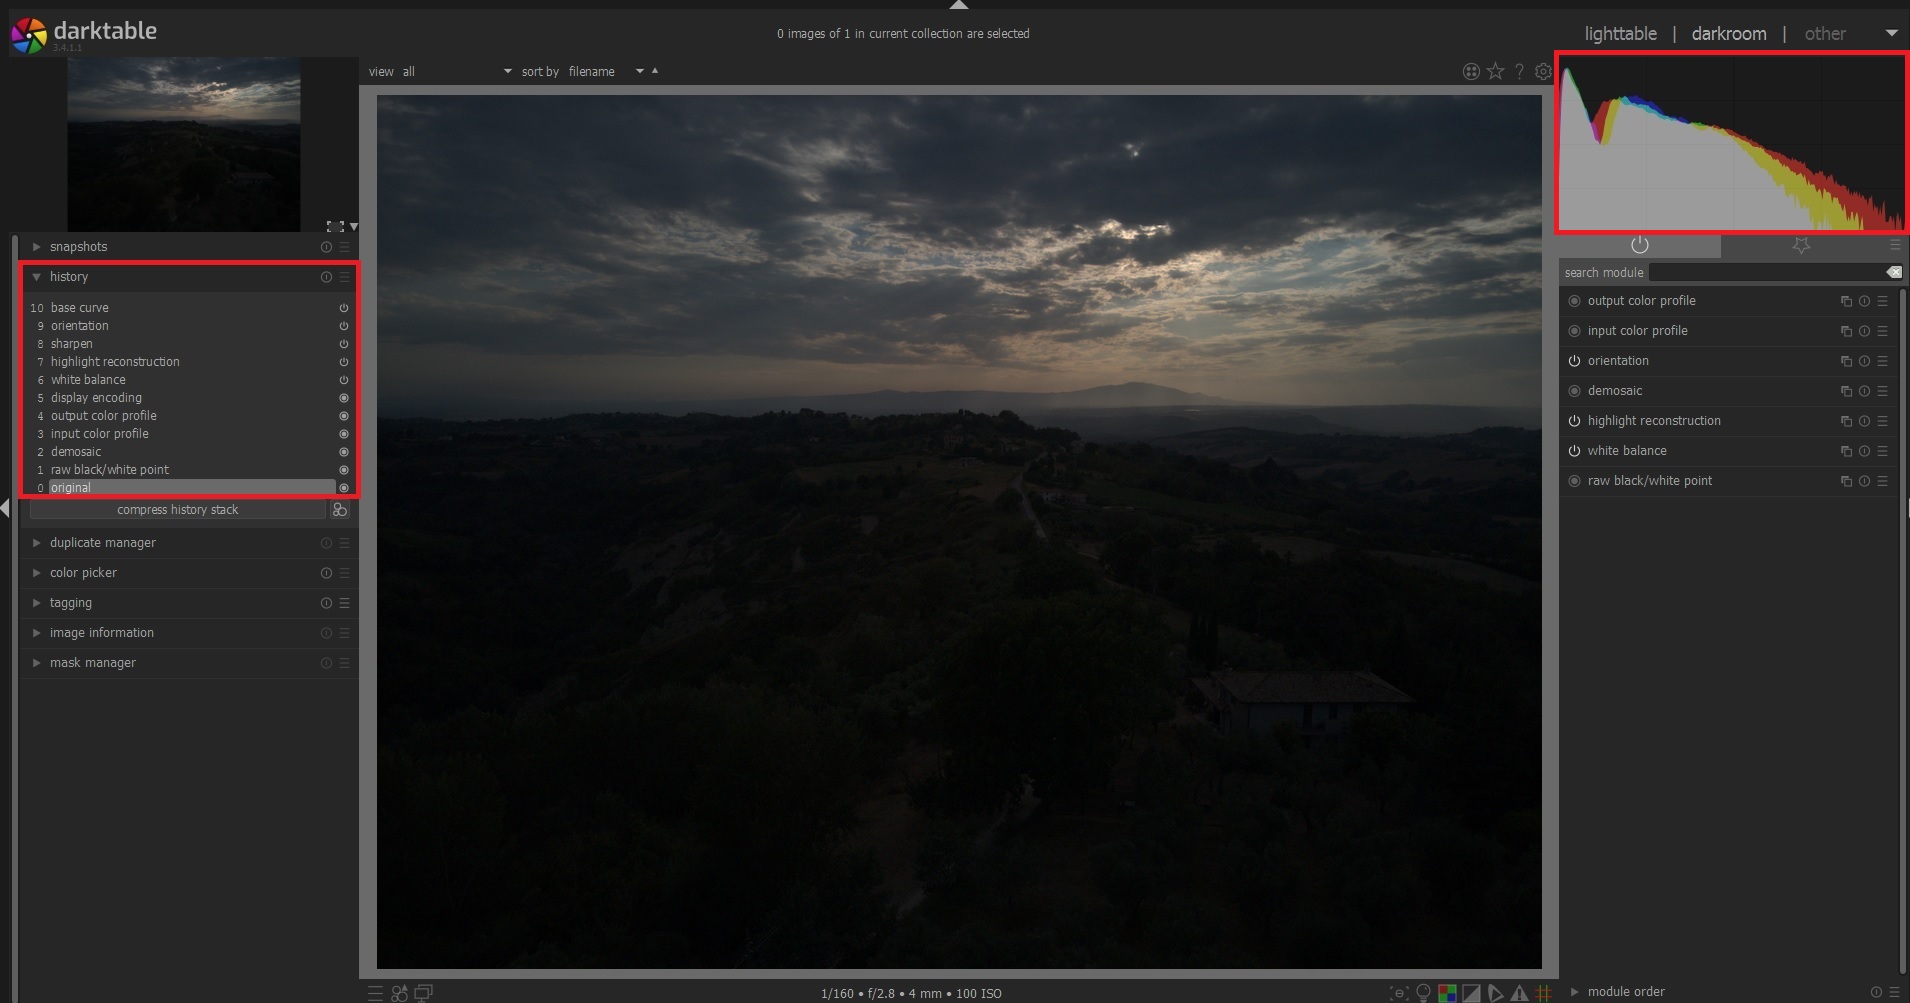 darktable
3.4.1.1
0 images of 1 in current collection are selected
lighttable | darkroom | other
view all sort by filename
snapshots
history
10 base curve
9 orientation
8 sharpen
7 highlight reconstruction
6 white balance
5 display encoding
4 output color profile
3 input color profile
2 demosaic
1 raw black/white point
0 original
compress history stack
duplicate manager
color picker
tagging
image information
mask manager
search module
output color profile
input color profile
orientation
demosaic
highlight reconstruction
white balance
raw black/white point
1/160 • f/2.8 • 4 mm • 100 ISO
module order